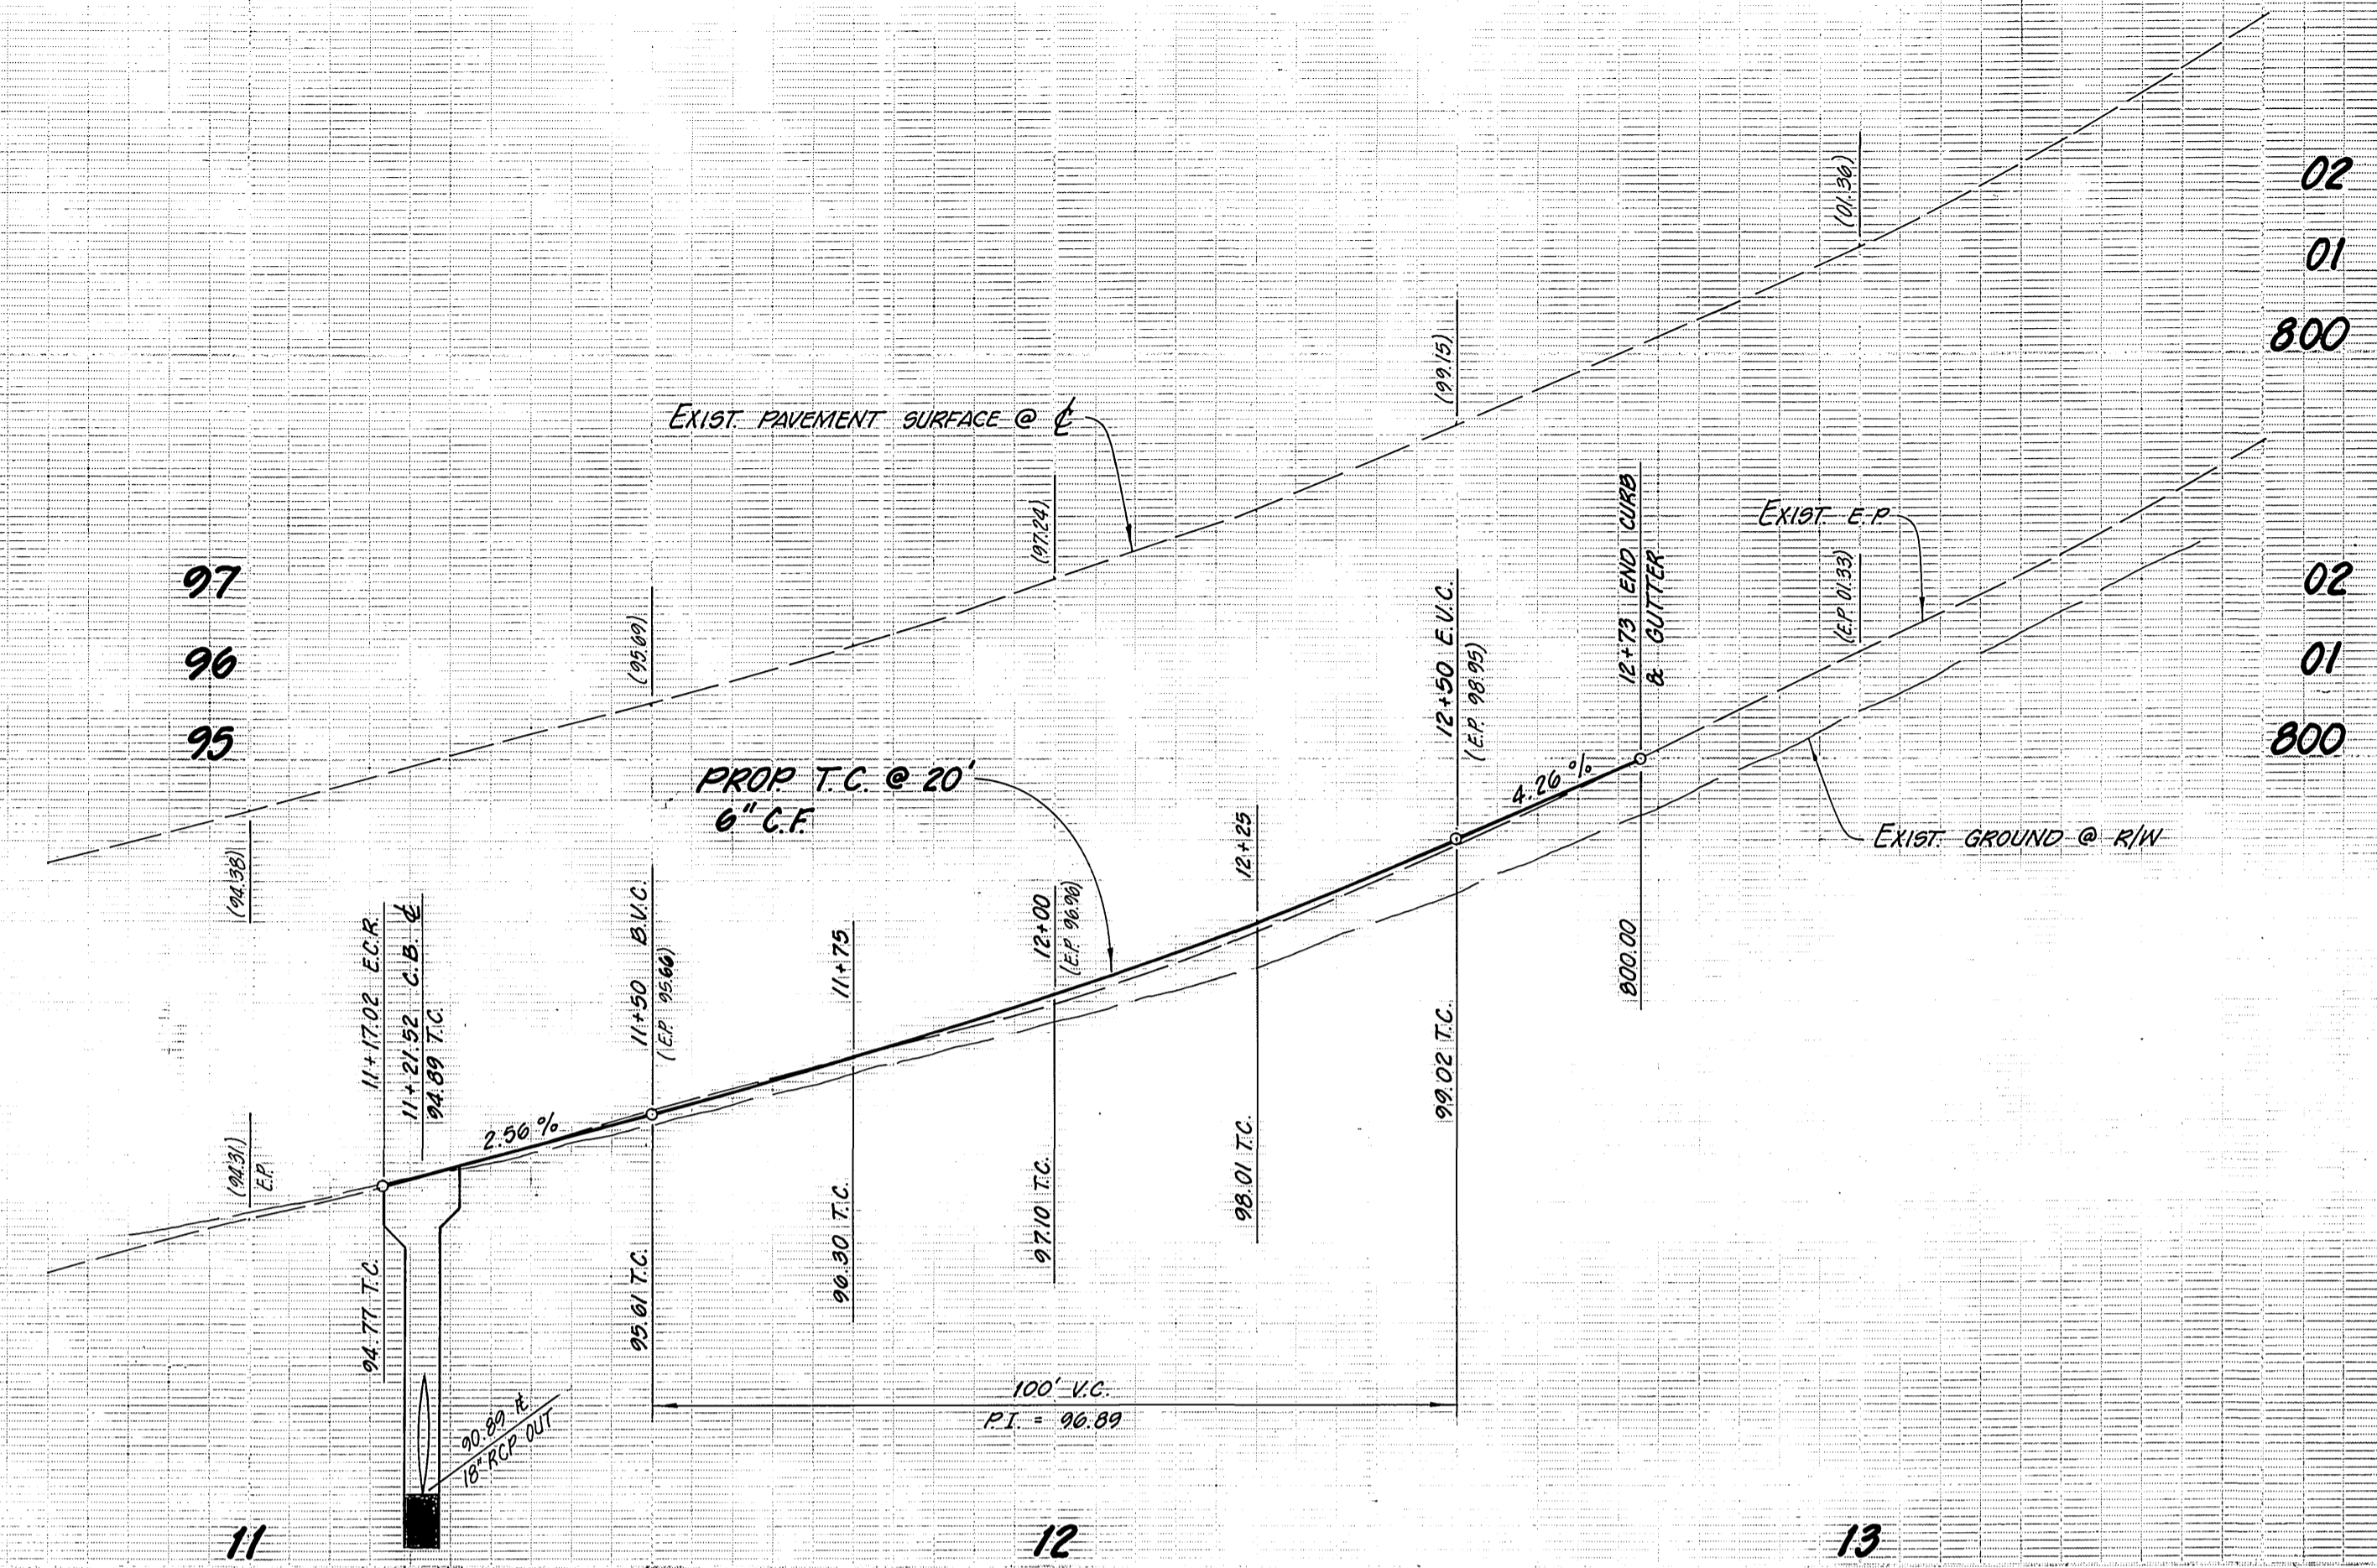 02
01
800
(01.36)
(99.15)
EXIST. PAVEMENT SURFACE @ ℄
(97.24)
(95.69)
(94.38)
97
96
95
12+73 END CURB
& GUTTER
EXIST. E.P.
(E.P. 01.33)
02
01
800
12+50 E.V.C.
(E.P. 98.95)
PROP. T.C. @ 20'
6" C.F.
4.26 %
EXIST. GROUND @ R/W
12+25
12+00
(E.P. 96.96)
11+75
11+50 B.V.C.
(E.P. 95.66)
11+17.02 E.C.R.
11+21.52 C.B. ℄
94.89 T.C.
800.00
2.56 %
(94.31)
E.P.
99.02 T.C.
98.01 T.C.
97.10 T.C.
96.30 T.C.
95.61 T.C.
94.77 T.C.
100' V.C.
P.I. = 96.89
18" RCP OUT
11
12
13